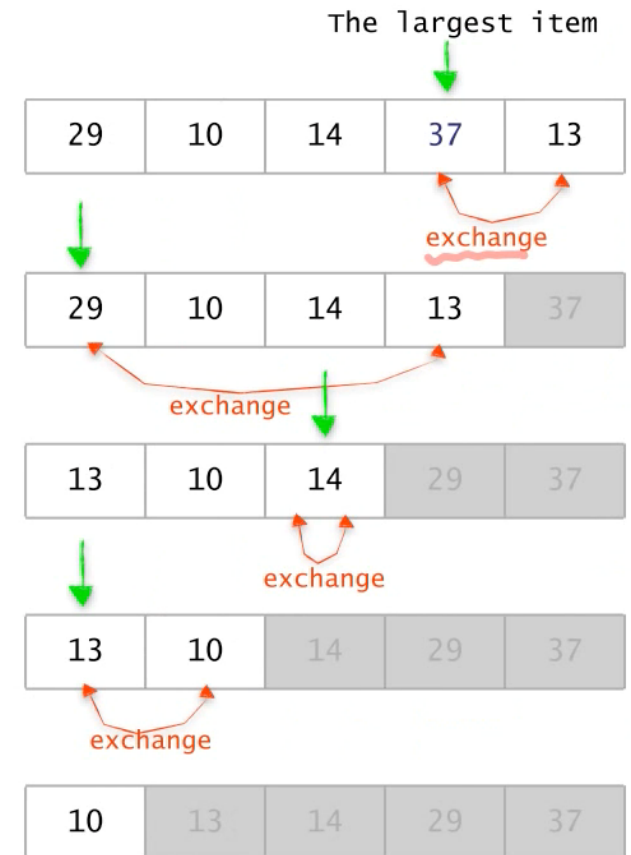 The largest item
29 10 14 37 13
exchange
29 10 14 13 37
exchange
13 10 14 29 37
exchange
13 10 14 29 37
exchange
10 13 14 29 37